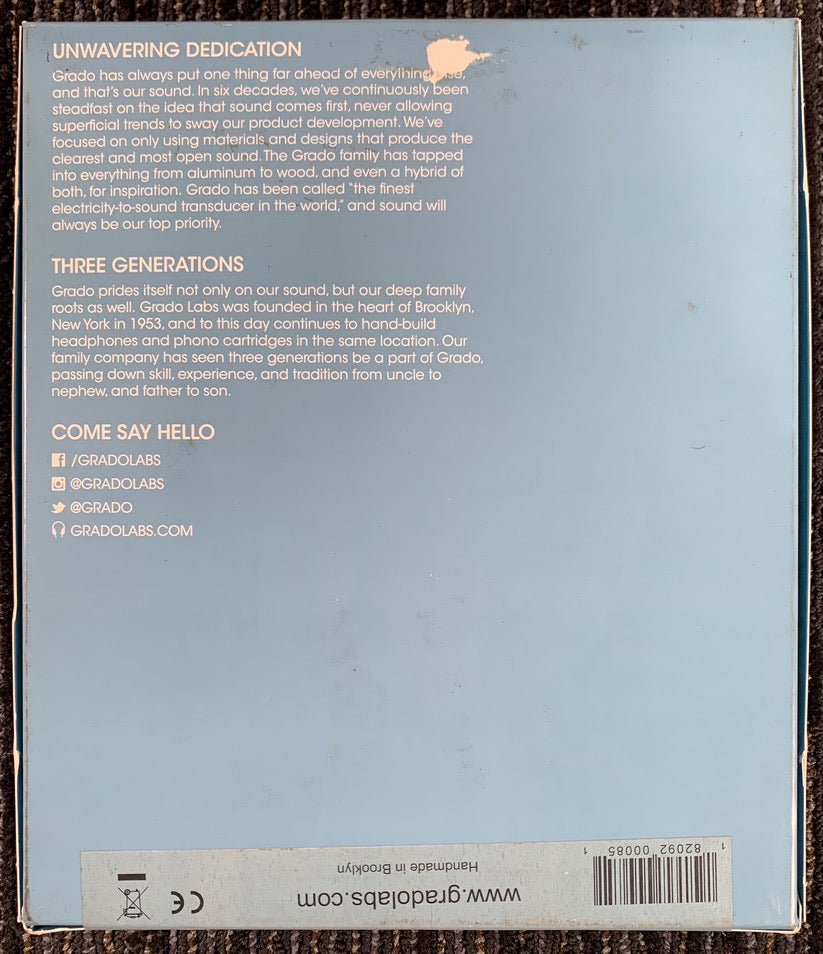 UNWAVERING DEDICATION
Grado has always put one thing far ahead of everything
and that's our sound. In six decades, we've continuously been
steadfast on the idea that sound comes first, never allowing
superficial trends to sway our product development. We've
focused on only using materials and designs that produce the
clearest and most open sound. The Grado family has tapped
into everything from aluminum to wood, and even a hybrid of
both, for inspiration. Grado has been called "the finest
electricity-to-sound transducer in the world," and sound will
always be our top priority.
THREE GENERATIONS
Grado prides itself not only on our sound, but our deep family
roots as well. Grado Labs was founded in the heart of Brooklyn,
New York in 1953, and to this day continues to hand-build
headphones and phono cartridges in the same location. Our
family company has seen three generations be a part of Grado,
passing down skill, experience, and tradition from uncle to
nephew, and father to son.
COME SAY HELLO
/GRADOLABS
@GRADOLABS
@GRADO
GRADOLABS.COM
1 82092 00085 1
www.gradolabs.com
Handmade in Brooklyn
CE